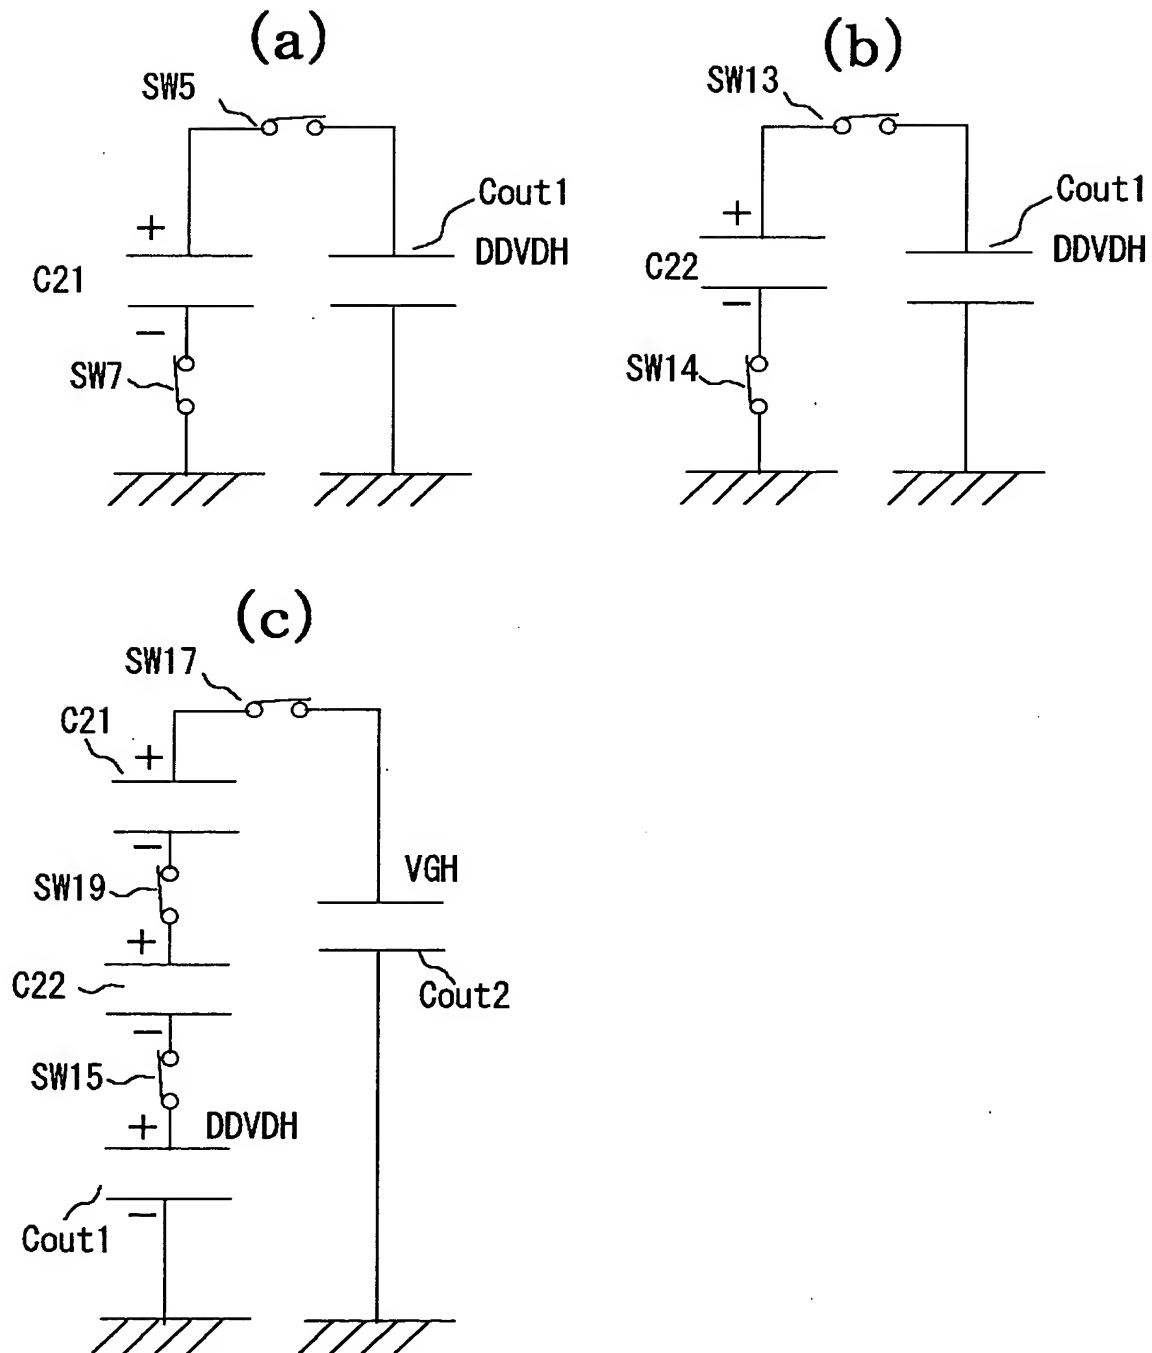 (a)
SW5
Cout1
+
DDVDH
C21
−
SW7
(b)
SW13
Cout1
+
DDVDH
C22
−
SW14
(c)
SW17
C21
+
−
VGH
SW19
+
C22
Cout2
−
SW15
+ DDVDH
−
Cout1